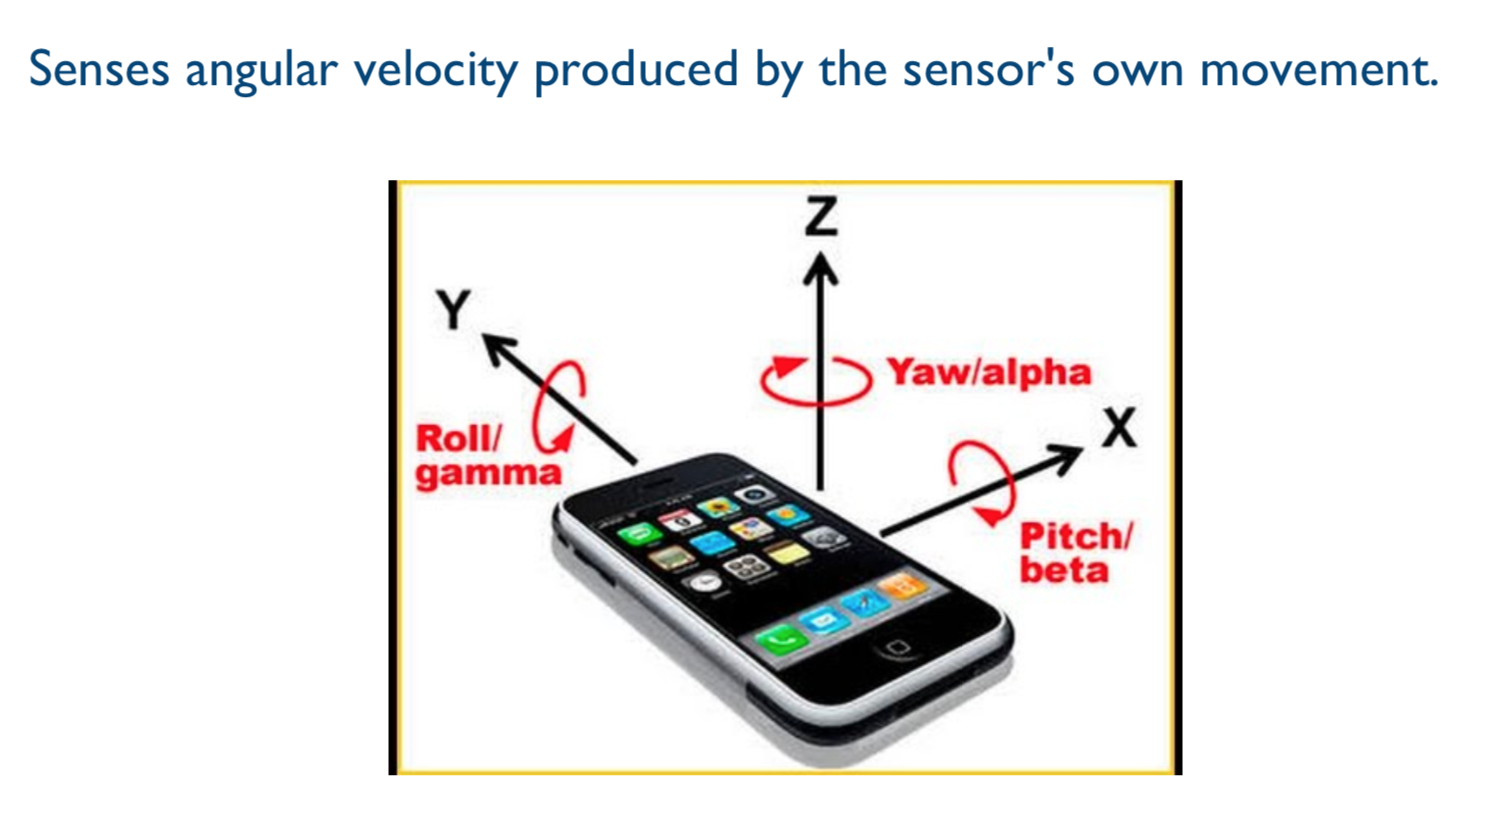 Senses angular velocity produced by the sensor's own movement.
Z
Y
Yaw/alpha
X
Roll/
gamma
Pitch/
beta